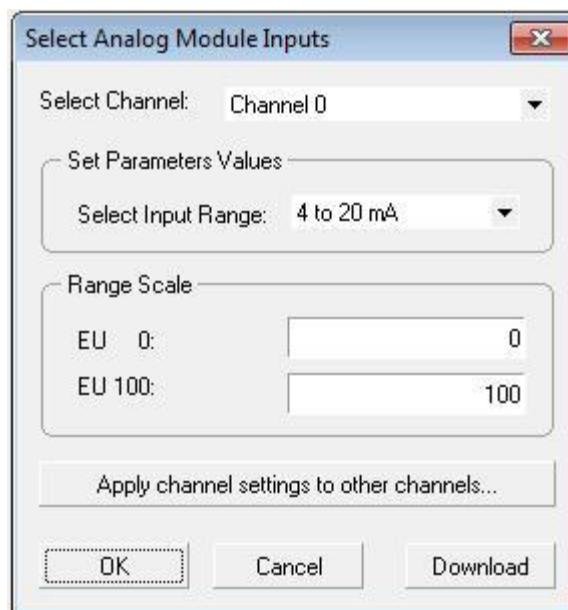 Select Analog Module Inputs
Select Channel: Channel 0
Set Parameters Values
Select Input Range: 4 to 20 mA
Range Scale
EU 0: 0
EU 100: 100
Apply channel settings to other channels...
OK Cancel Download